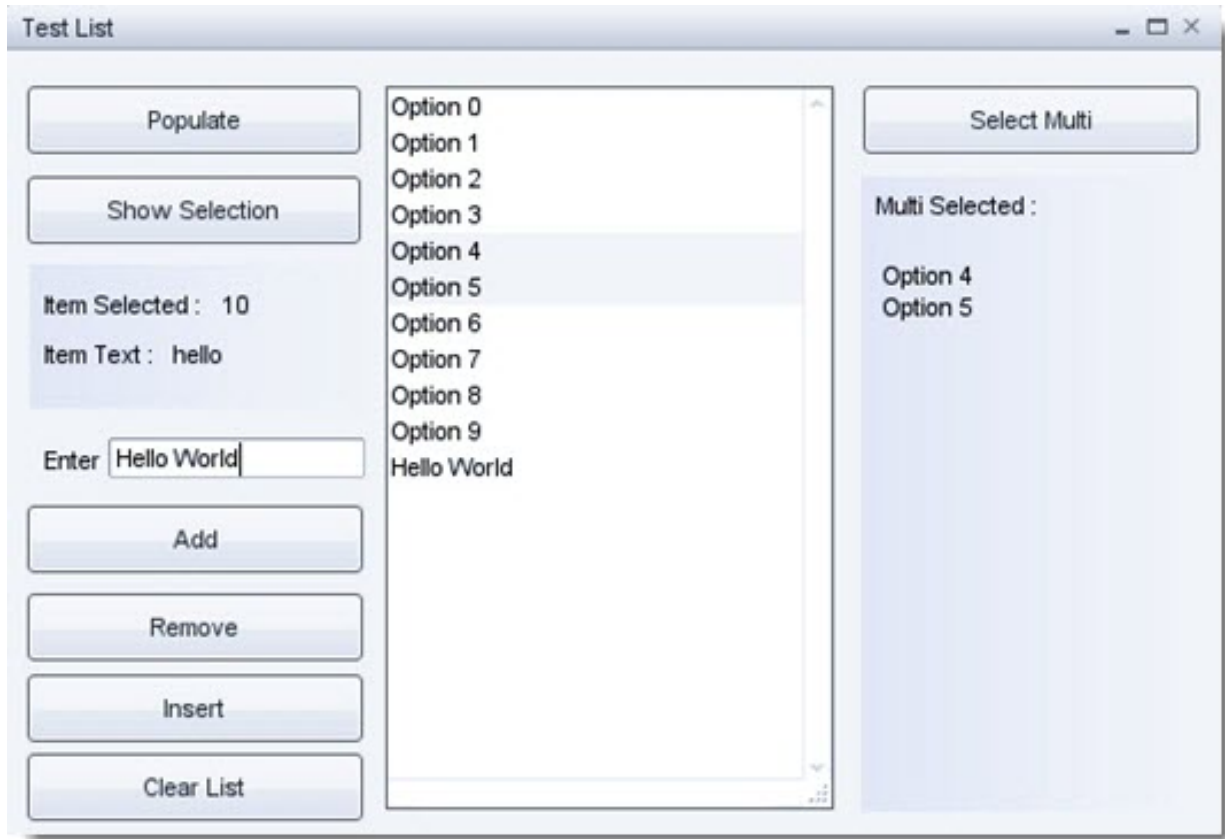 Test List
Populate
Show Selection
Item Selected : 10
Item Text : hello
Enter Hello World
Add
Remove
Insert
Clear List
Option 0
Option 1
Option 2
Option 3
Option 4
Option 5
Option 6
Option 7
Option 8
Option 9
Hello World
Select Multi
Multi Selected :
Option 4
Option 5